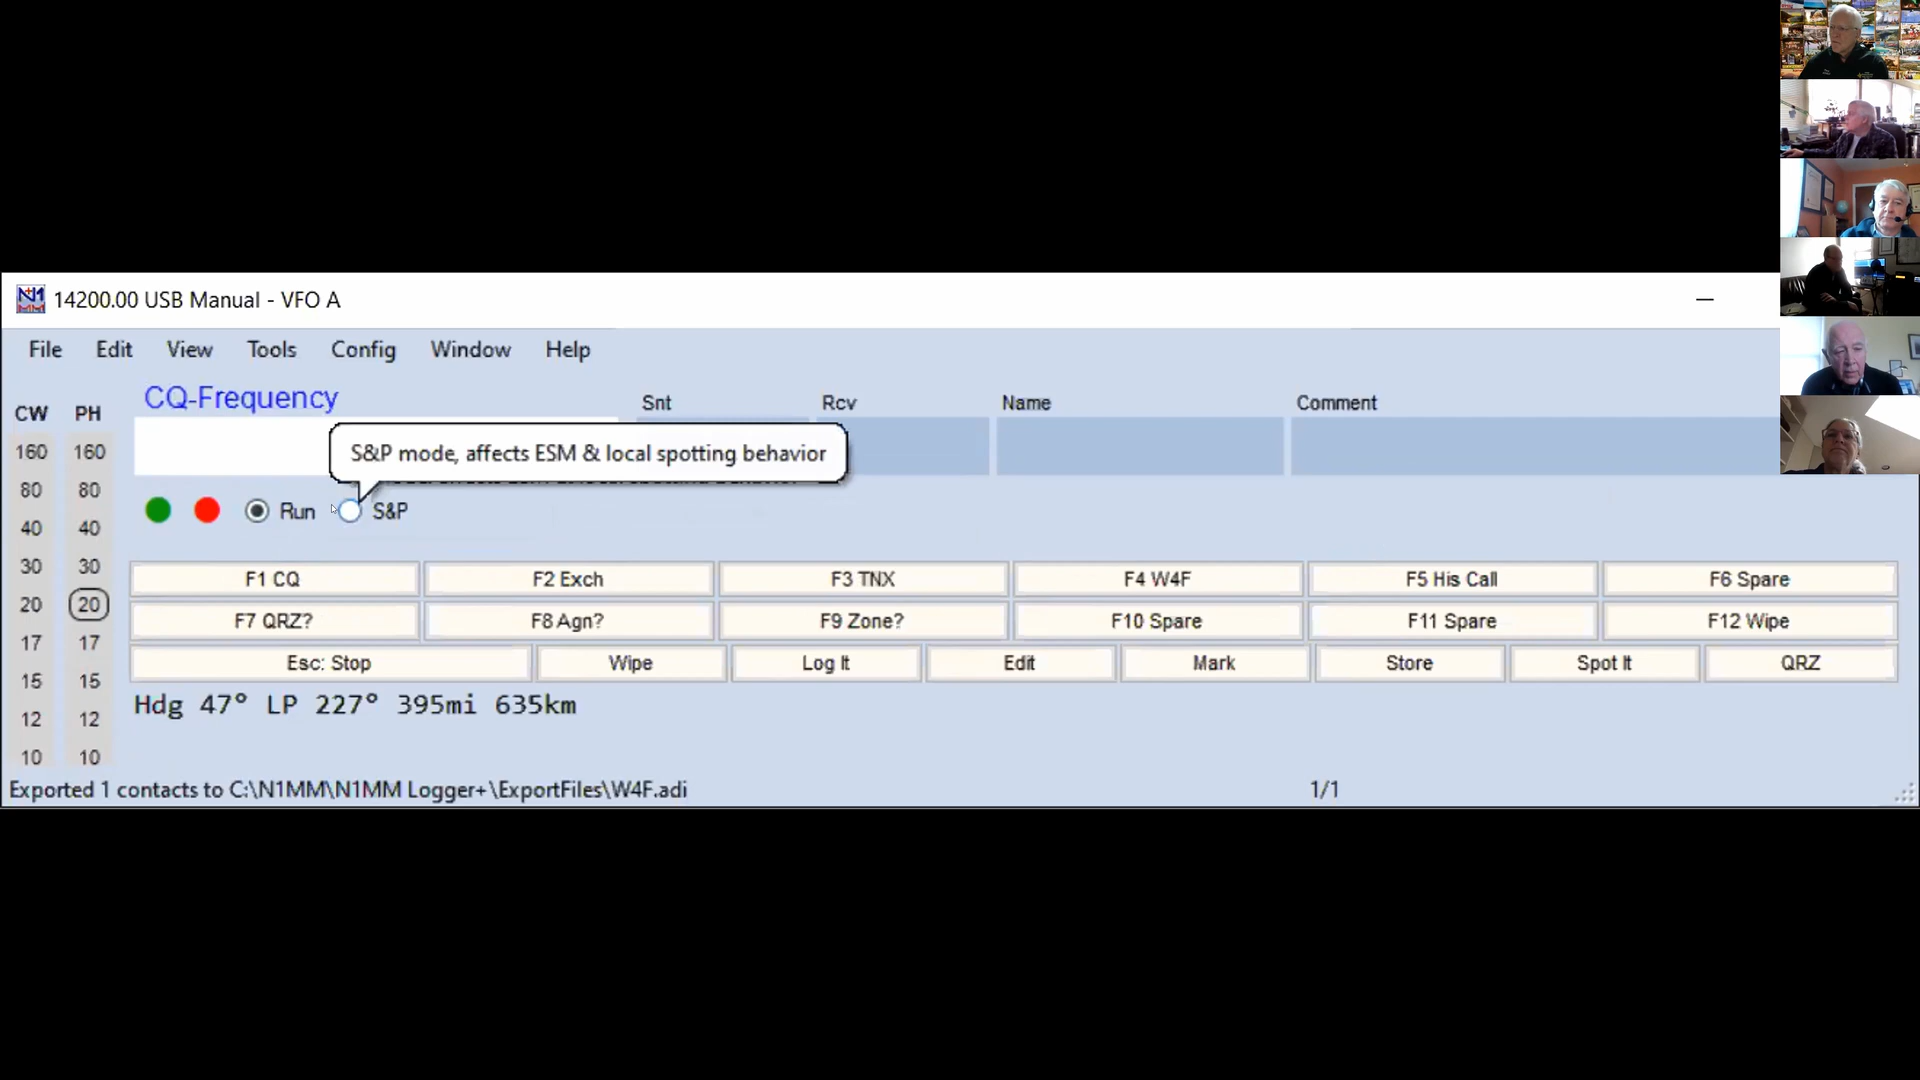 N1 MM 14200.00 USB Manual - VFO A
File Edit View Tools Config Window Help
CQ-Frequency
CW PH Snt Rcv Name Comment
160 160
S&P mode, affects ESM & local spotting behavior
80 80
Run S&P
40 40
30 30
F1 CQ F2 Exch F3 TNX F4 W4F F5 His Call F6 Spare
20 20
F7 QRZ? F8 Agn? F9 Zone? F10 Spare F11 Spare F12 Wipe
17 17
Esc: Stop Wipe Log It Edit Mark Store Spot It QRZ
15 15
Hdg 47° LP 227° 395mi 635km
12 12
10 10
Exported 1 contacts to C:\N1MM\N1MM Logger+\ExportFiles\W4F.adi 1/1